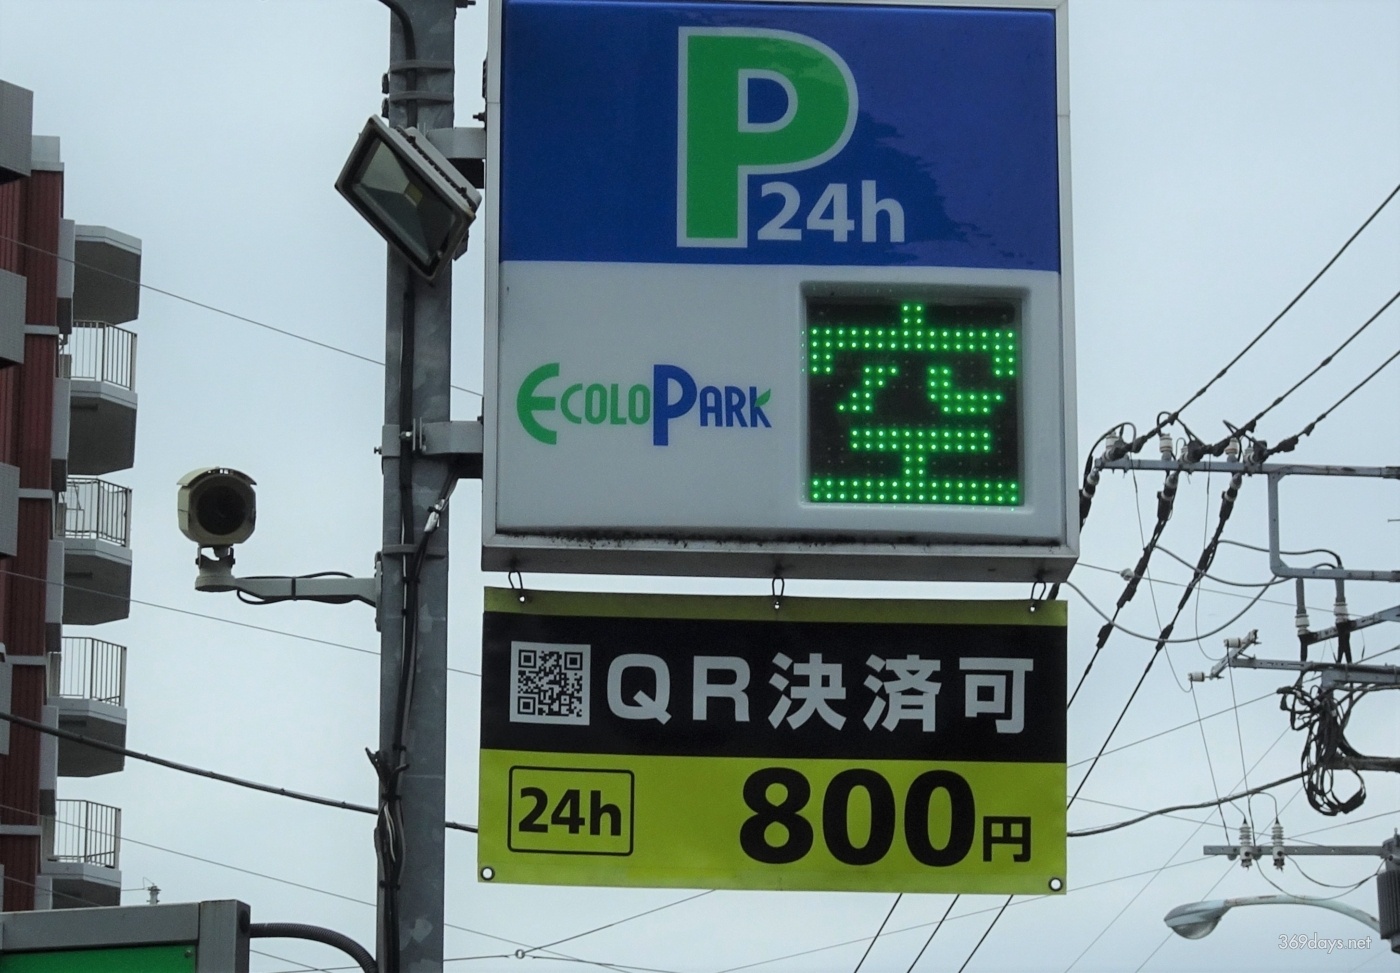 P
24h
ECOLOPARK
空
QR決済可
24h
800円
369days.net